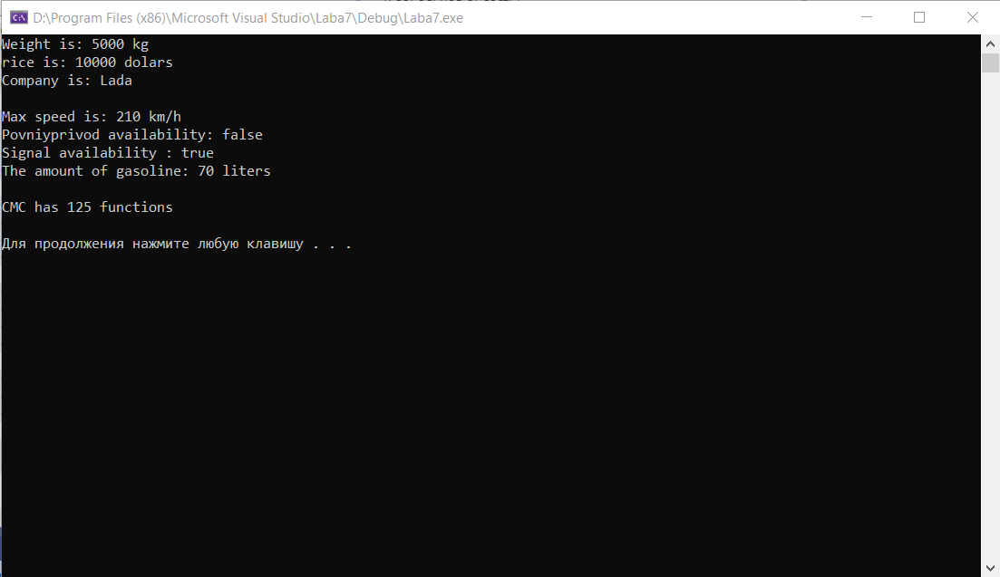 D:\Program Files (x86)\Microsoft Visual Studio\Laba7\Debug\Laba7.exe
Weight is: 5000 kg
rice is: 10000 dolars
Company is: Lada
Max speed is: 210 km/h
Povniyprivod availability: false
Signal availability : true
The amount of gasoline: 70 liters
CMC has 125 functions
Для продолжения нажмите любую клавишу . . .